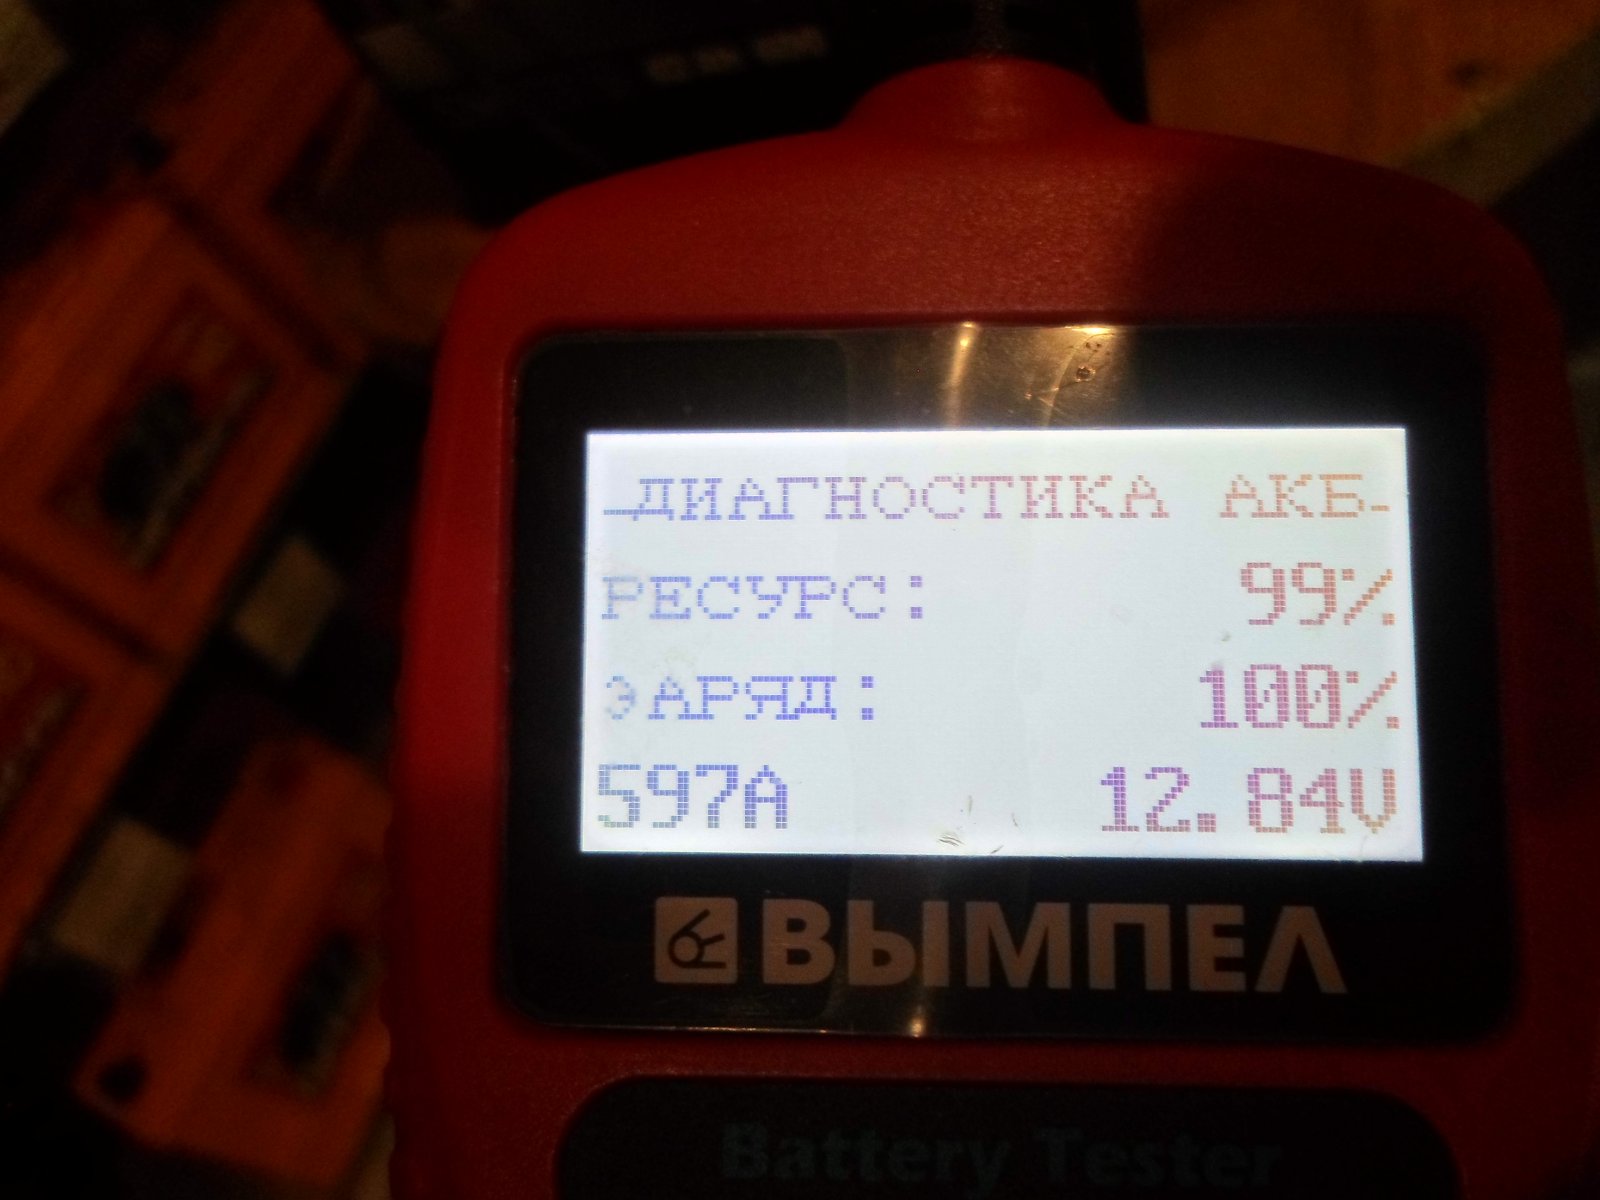 -ДИАГНОСТИКА АКБ-
РЕСУРС: 99%
ЗАРЯД: 100%
597A 12.84V
ВЫМПЕЛ
Battery Tester